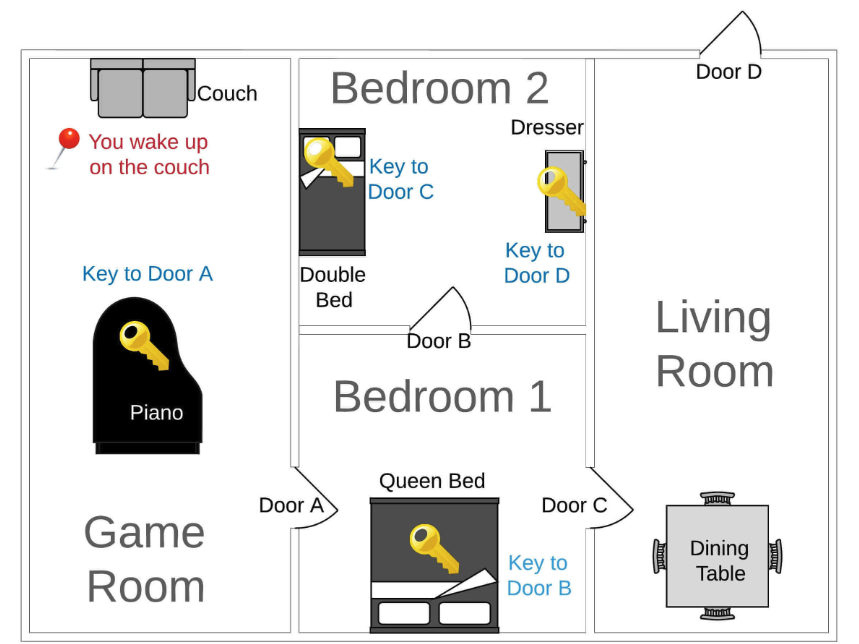 Door D
Couch
Bedroom 2
Dresser
You wake up
on the couch
Key to
Door C
Key to
Door D
Key to Door A
Double
Bed
Door B
Living
Room
Piano
Bedroom 1
Queen Bed
Door A
Door C
Game
Room
Key to
Door B
Dining
Table